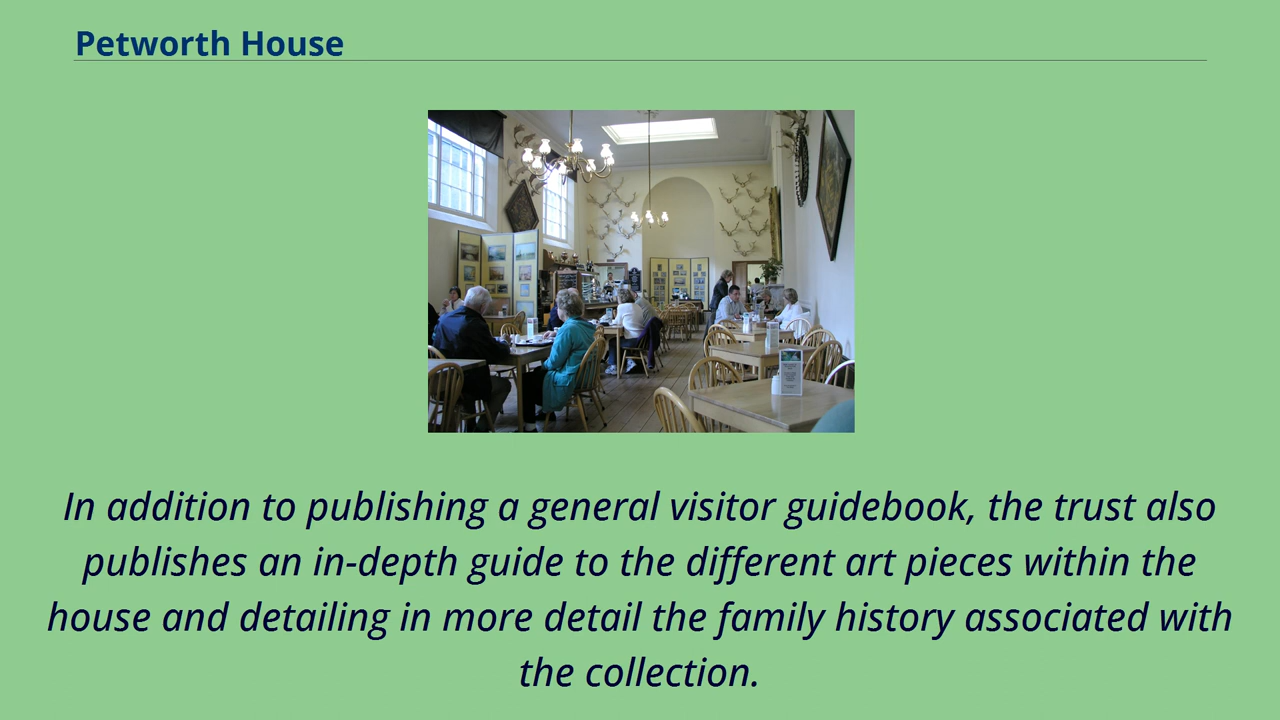 Petworth House
In addition to publishing a general visitor guidebook, the trust also
publishes an in-depth guide to the different art pieces within the
house and detailing in more detail the family history associated with
the collection.